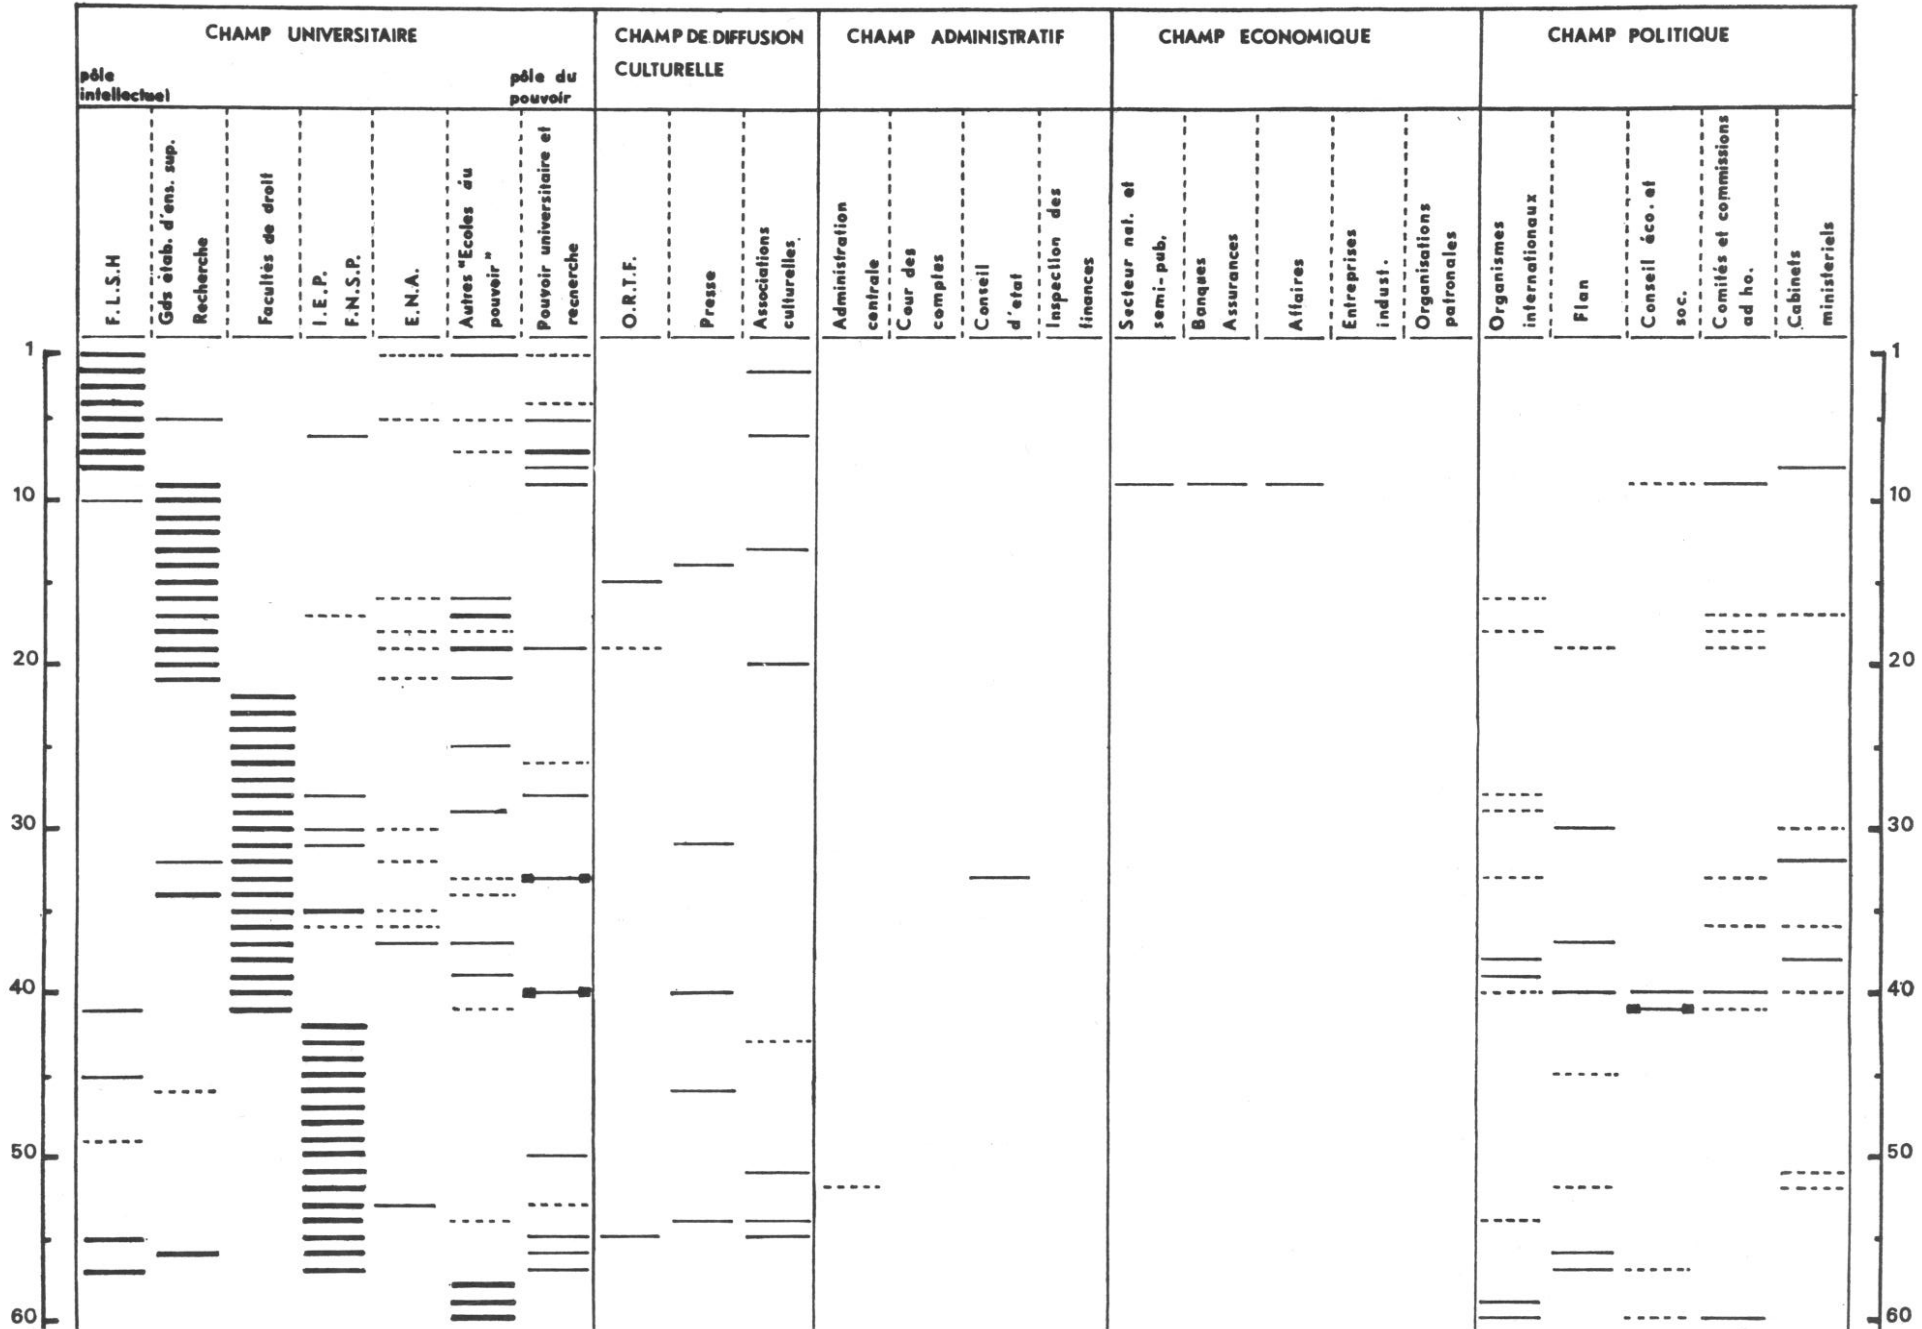 CHAMP UNIVERSITAIRE
pôle
intellectuel
pôle du
pouvoir
CHAMP DE DIFFUSION
CULTURELLE
CHAMP ADMINISTRATIF
CHAMP ECONOMIQUE
CHAMP POLITIQUE
F.L.S.H
Gds étab. d'ens. sup.
Recherche
Facultés de droit
I.E.P.
F.N.S.P.
E.N.A.
Autres "Ecoles du
pouvoir"
Pouvoir universitaire et
recherche
O.R.T.F.
Presse
Associations
culturelles
Administration
centrale
Cour des
comptes
Conseil
d'etat
Inspection des
finances
Secteur nat. et
semi-pub.
Banques
Assurances
Affaires
Entreprises
indust.
Organisations
patronales
Organismes
internationaux
Plan
Conseil éco. et
soc.
Comités et commissions
ad ho.
Cabinets
ministeriels
1
10
20
30
40
50
60
1
10
20
30
40
50
60